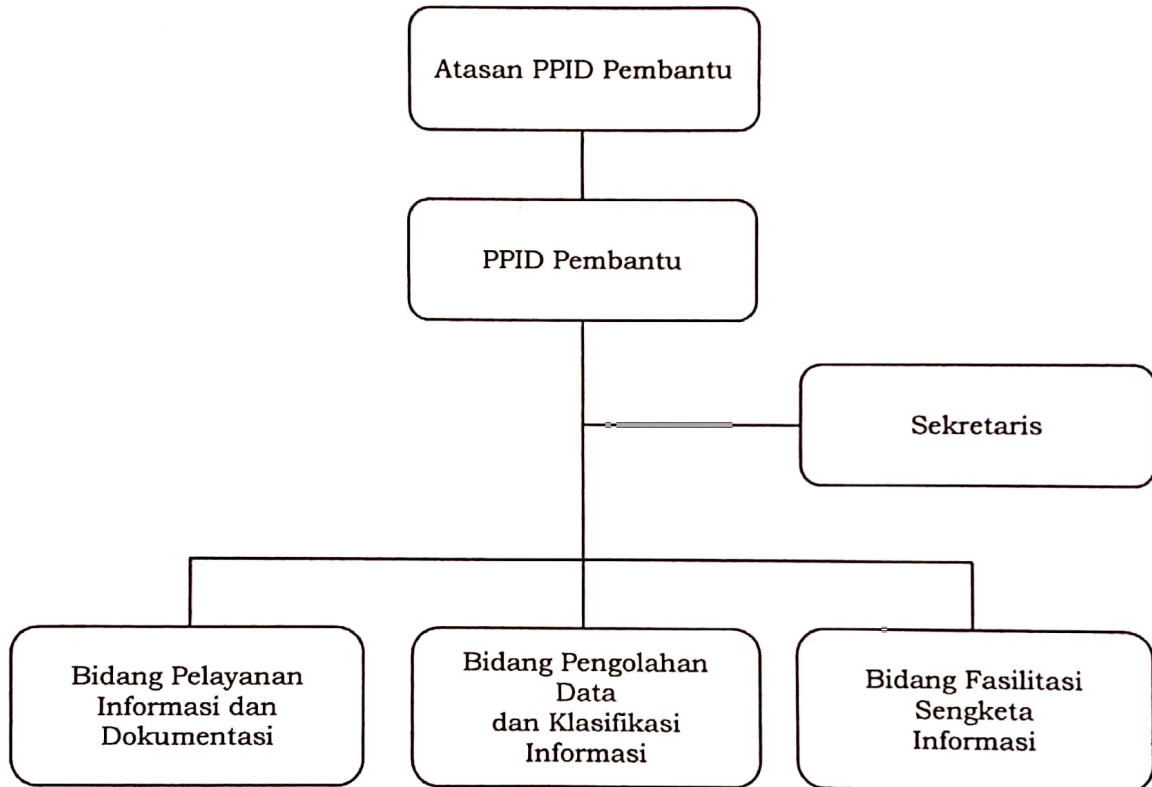 Atasan PPID Pembantu
PPID Pembantu
Sekretaris
Bidang Pelayanan
Informasi dan
Dokumentasi
Bidang Pengolahan
Data
dan Klasifikasi
Informasi
Bidang Fasilitasi
Sengketa
Informasi